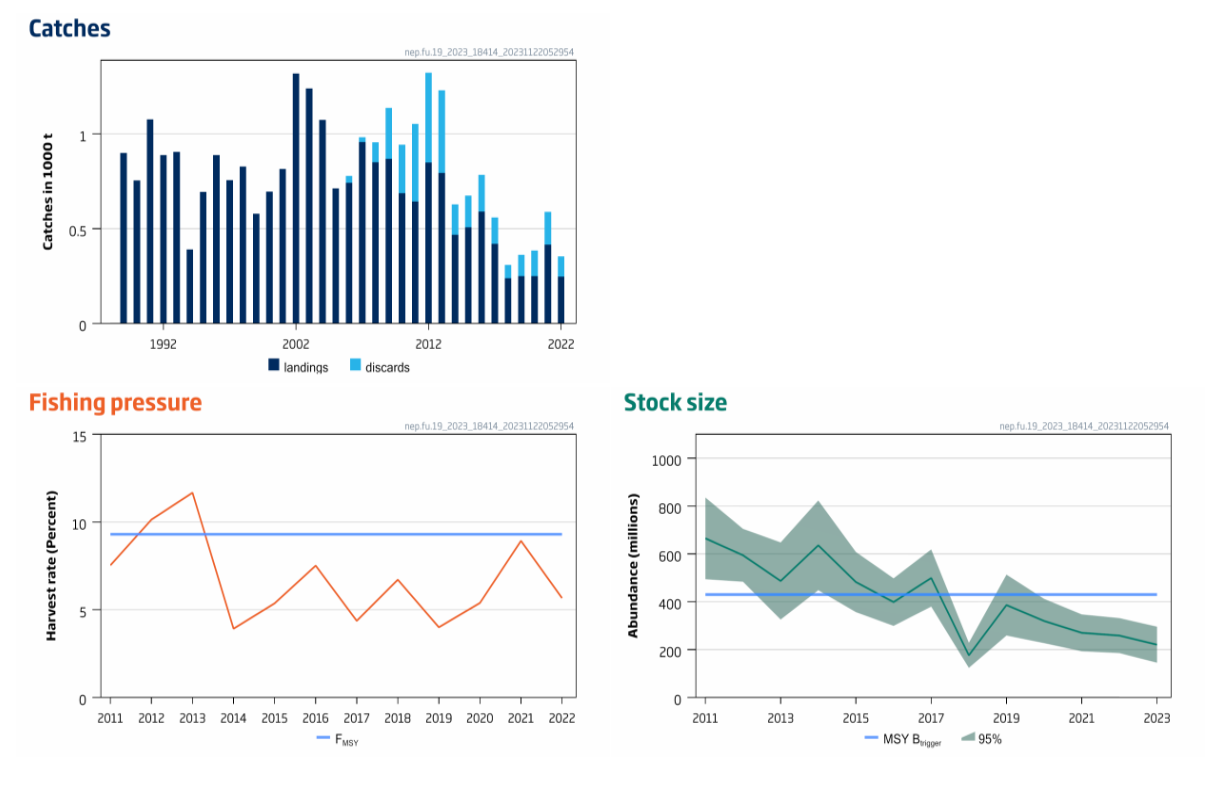 Catches
nep.fu.19_2023_18414_20231122052954
Catches in 1000 t
1
0.5
0
1992 2002 2012 2022
landings discards
Fishing pressure
nep.fu.19_2023_18414_20231122052954
Harvest rate (Percent)
15
10
5
0
2011 2012 2013 2014 2015 2016 2017 2018 2019 2020 2021 2022
FMSY
Stock size
nep.fu.19_2023_18414_20231122052954
Abundance (millions)
1000
800
600
400
200
0
2011 2013 2015 2017 2019 2021 2023
MSY Btrigger 95%